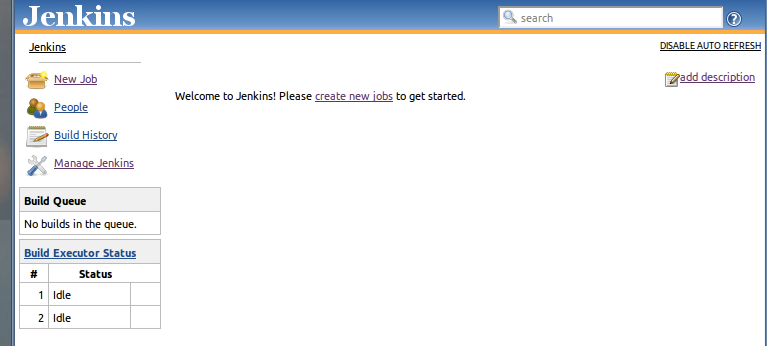 Jenkins
search
?
Jenkins
DISABLE AUTO REFRESH
New Job
add description
People
Welcome to Jenkins! Please create new jobs to get started.
Build History
Manage Jenkins
Build Queue
No builds in the queue.
Build Executor Status
# Status
1 Idle
2 Idle